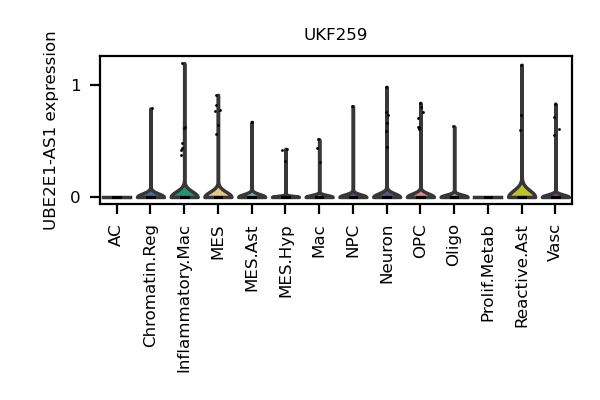 UKF259
UBE2E1-AS1 expression
1
0
AC
Chromatin.Reg
Inflammatory.Mac
MES
MES.Ast
MES.Hyp
Mac
NPC
Neuron
OPC
Oligo
Prolif.Metab
Reactive.Ast
Vasc